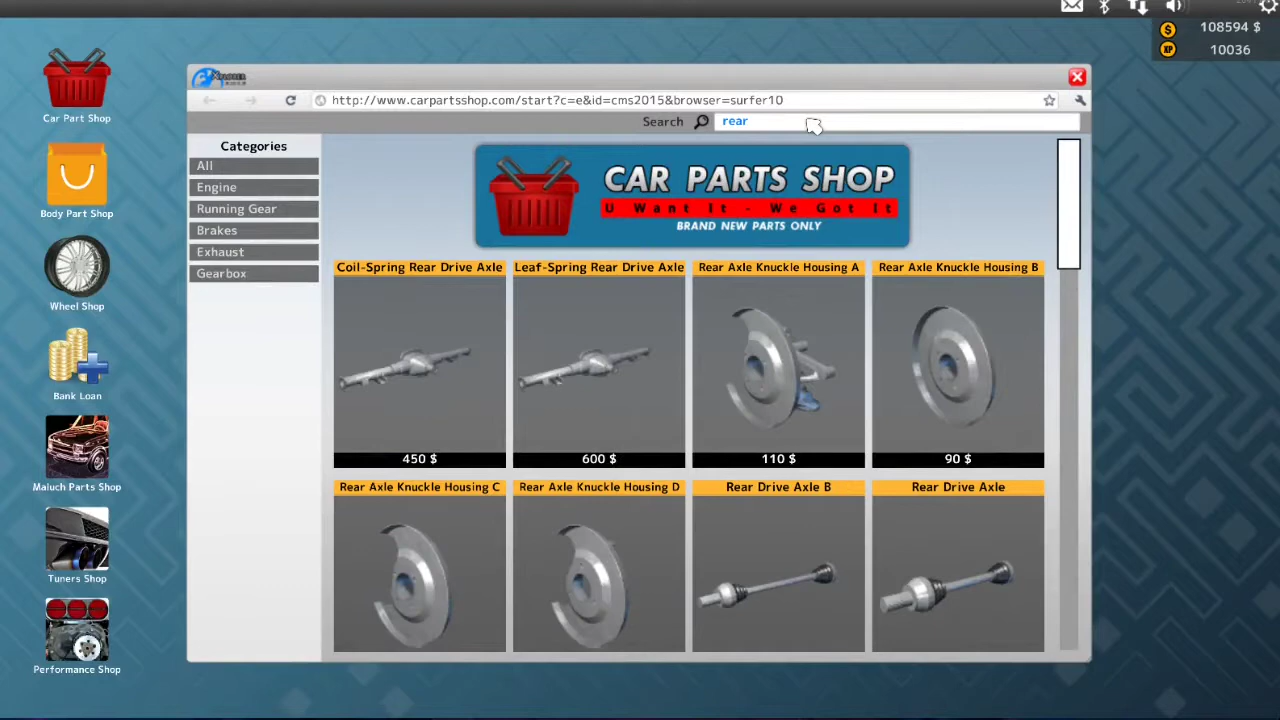 108594 $
XP 10036
Car Part Shop
Body Part Shop
Wheel Shop
Bank Loan
Maluch Parts Shop
Tuners Shop
Performance Shop
http://www.carpartsshop.com/start?c=e&id=cms2015&browser=surfer10
Search rear
Categories
All
Engine
Running Gear
Brakes
Exhaust
Gearbox
CAR PARTS SHOP
U Want It - We Got It
BRAND NEW PARTS ONLY
Coil-Spring Rear Drive Axle
450 $
Leaf-Spring Rear Drive Axle
600 $
Rear Axle Knuckle Housing A
110 $
Rear Axle Knuckle Housing B
90 $
Rear Axle Knuckle Housing C
Rear Axle Knuckle Housing D
Rear Drive Axle B
Rear Drive Axle